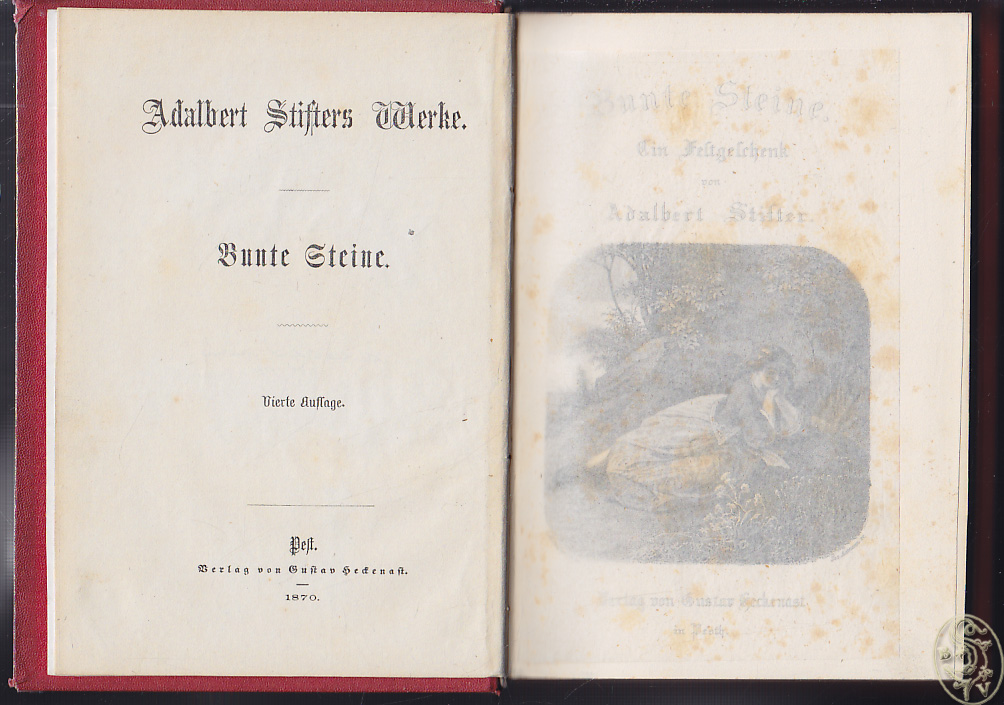 Adalbert Stifters Werke.
Bunte Steine.
Vierte Auflage.
Pest.
Verlag von Gustav Heckenast.
1870.
Bunte Steine.
Ein Festgeschenk
von
Adalbert Stifter
Verlag von Gustav Heckenast
in Pesth.